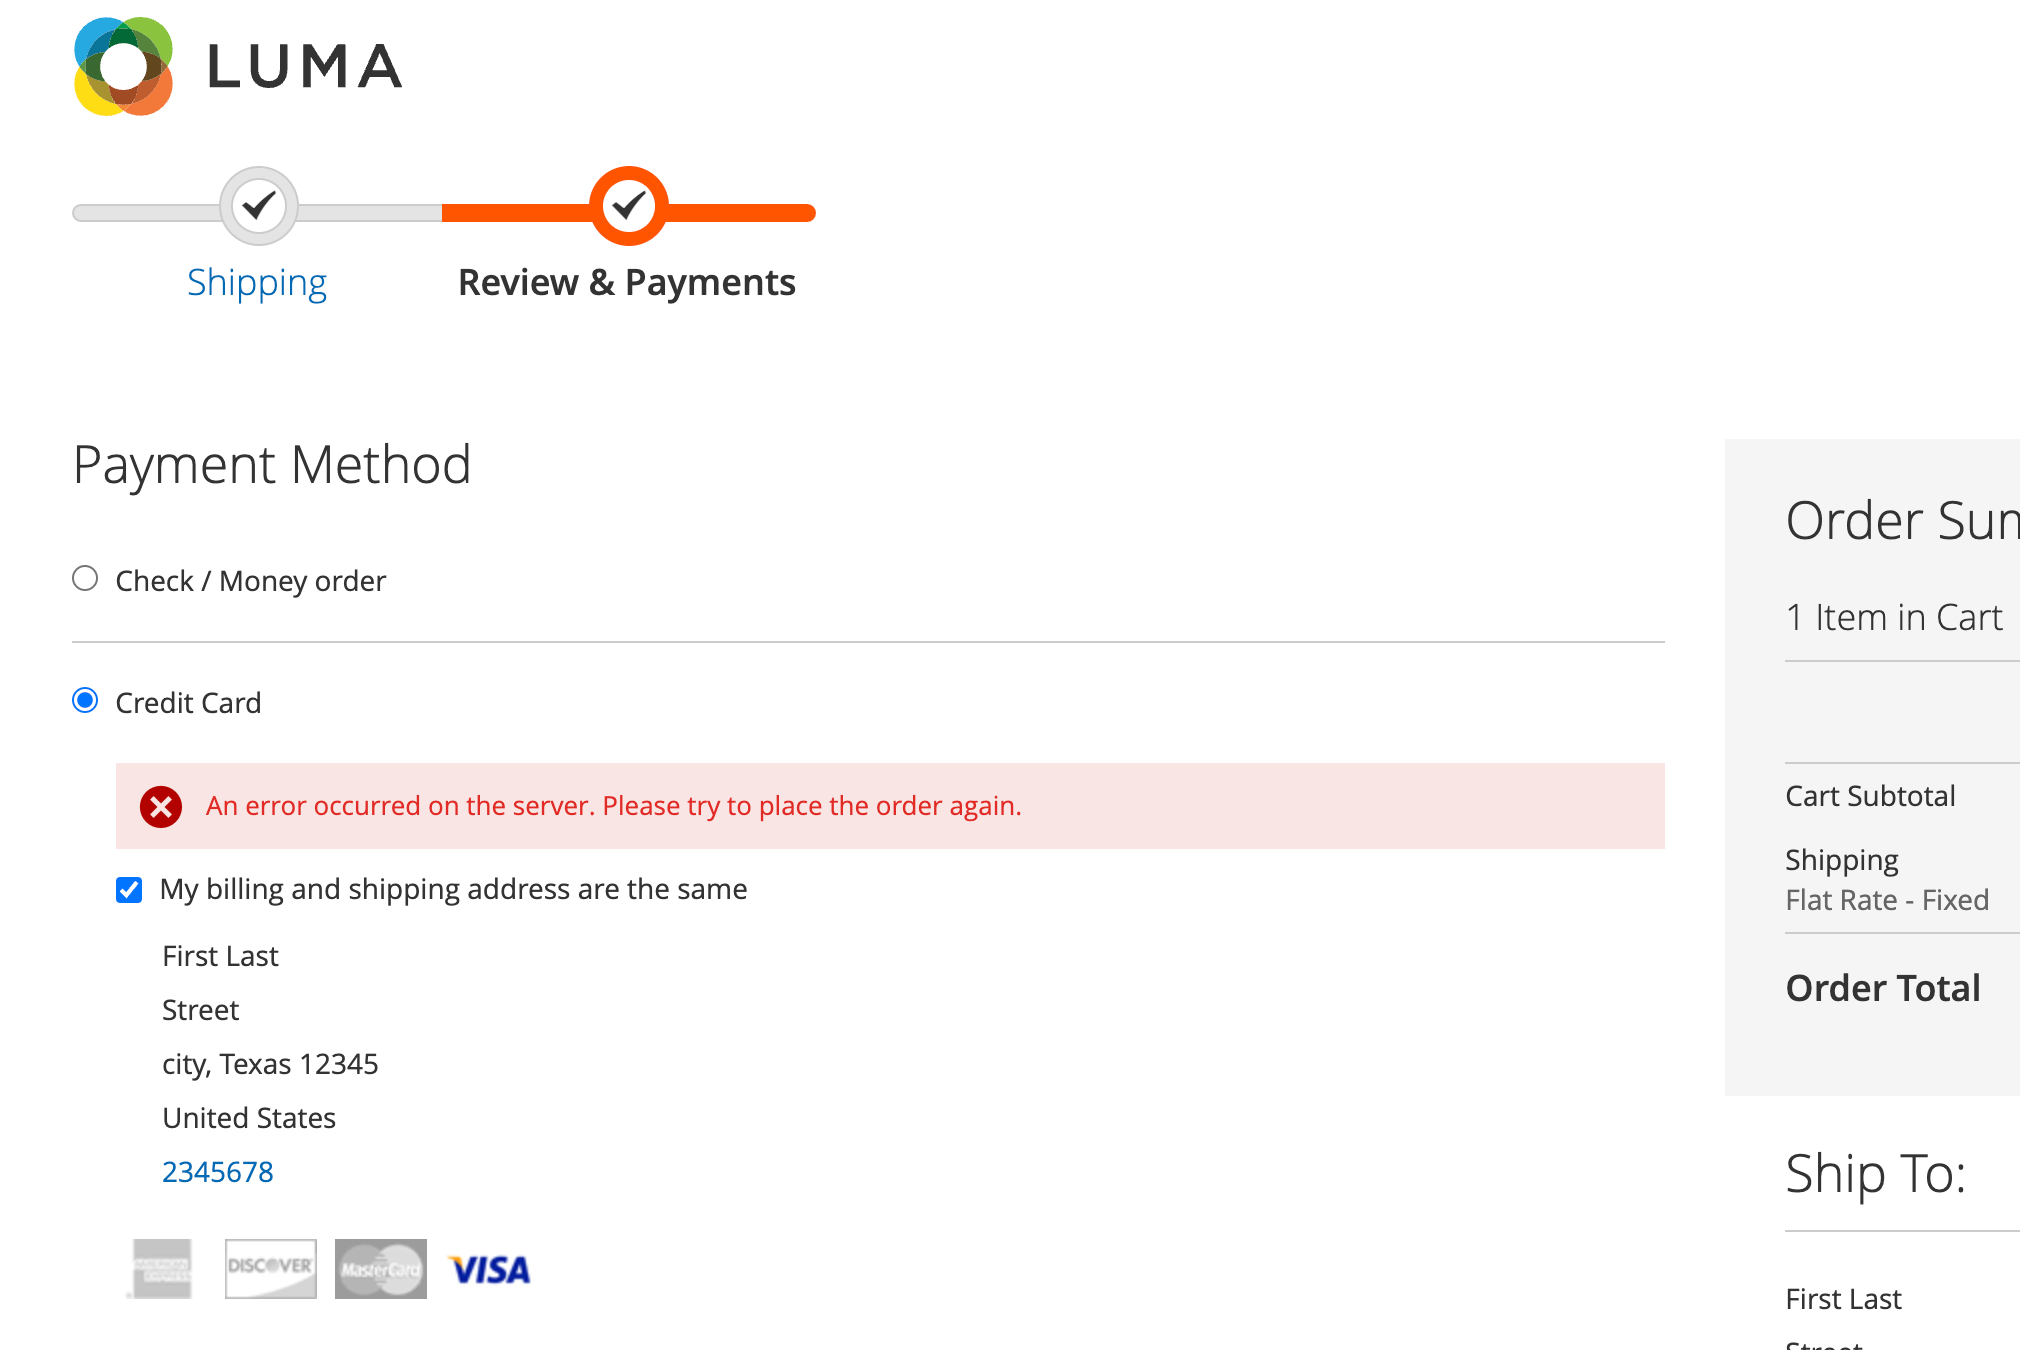 LUMA
Shipping
Review & Payments
Payment Method
Check / Money order
Credit Card
An error occurred on the server. Please try to place the order again.
My billing and shipping address are the same
First Last
Street
city, Texas 12345
United States
2345678
AMERICAN EXPRESS
DISCOVER
MasterCard
VISA
Order Sum
1 Item in Cart
Cart Subtotal
Shipping
Flat Rate - Fixed
Order Total
Ship To:
First Last
Street